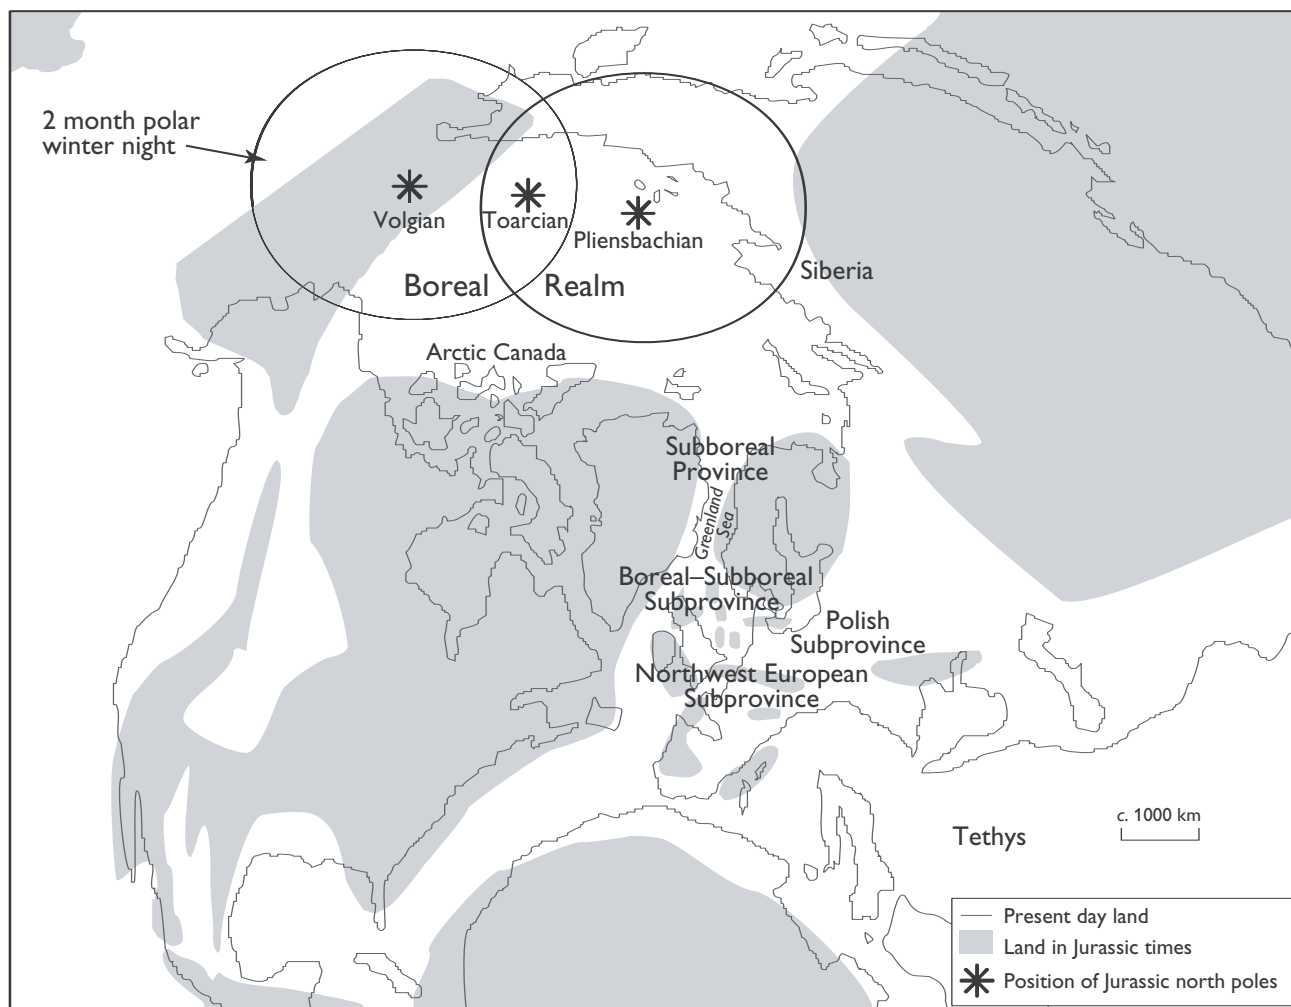 2 month polar
winter night
Volgian
Toarcian
Pliensbachian
Boreal Realm
Siberia
Arctic Canada
Subboreal
Province
Greenland
Sea
Boreal–Subboreal
Subprovince
Polish
Subprovince
Northwest European
Subprovince
Tethys
c. 1000 km
Present day land
Land in Jurassic times
Position of Jurassic north poles